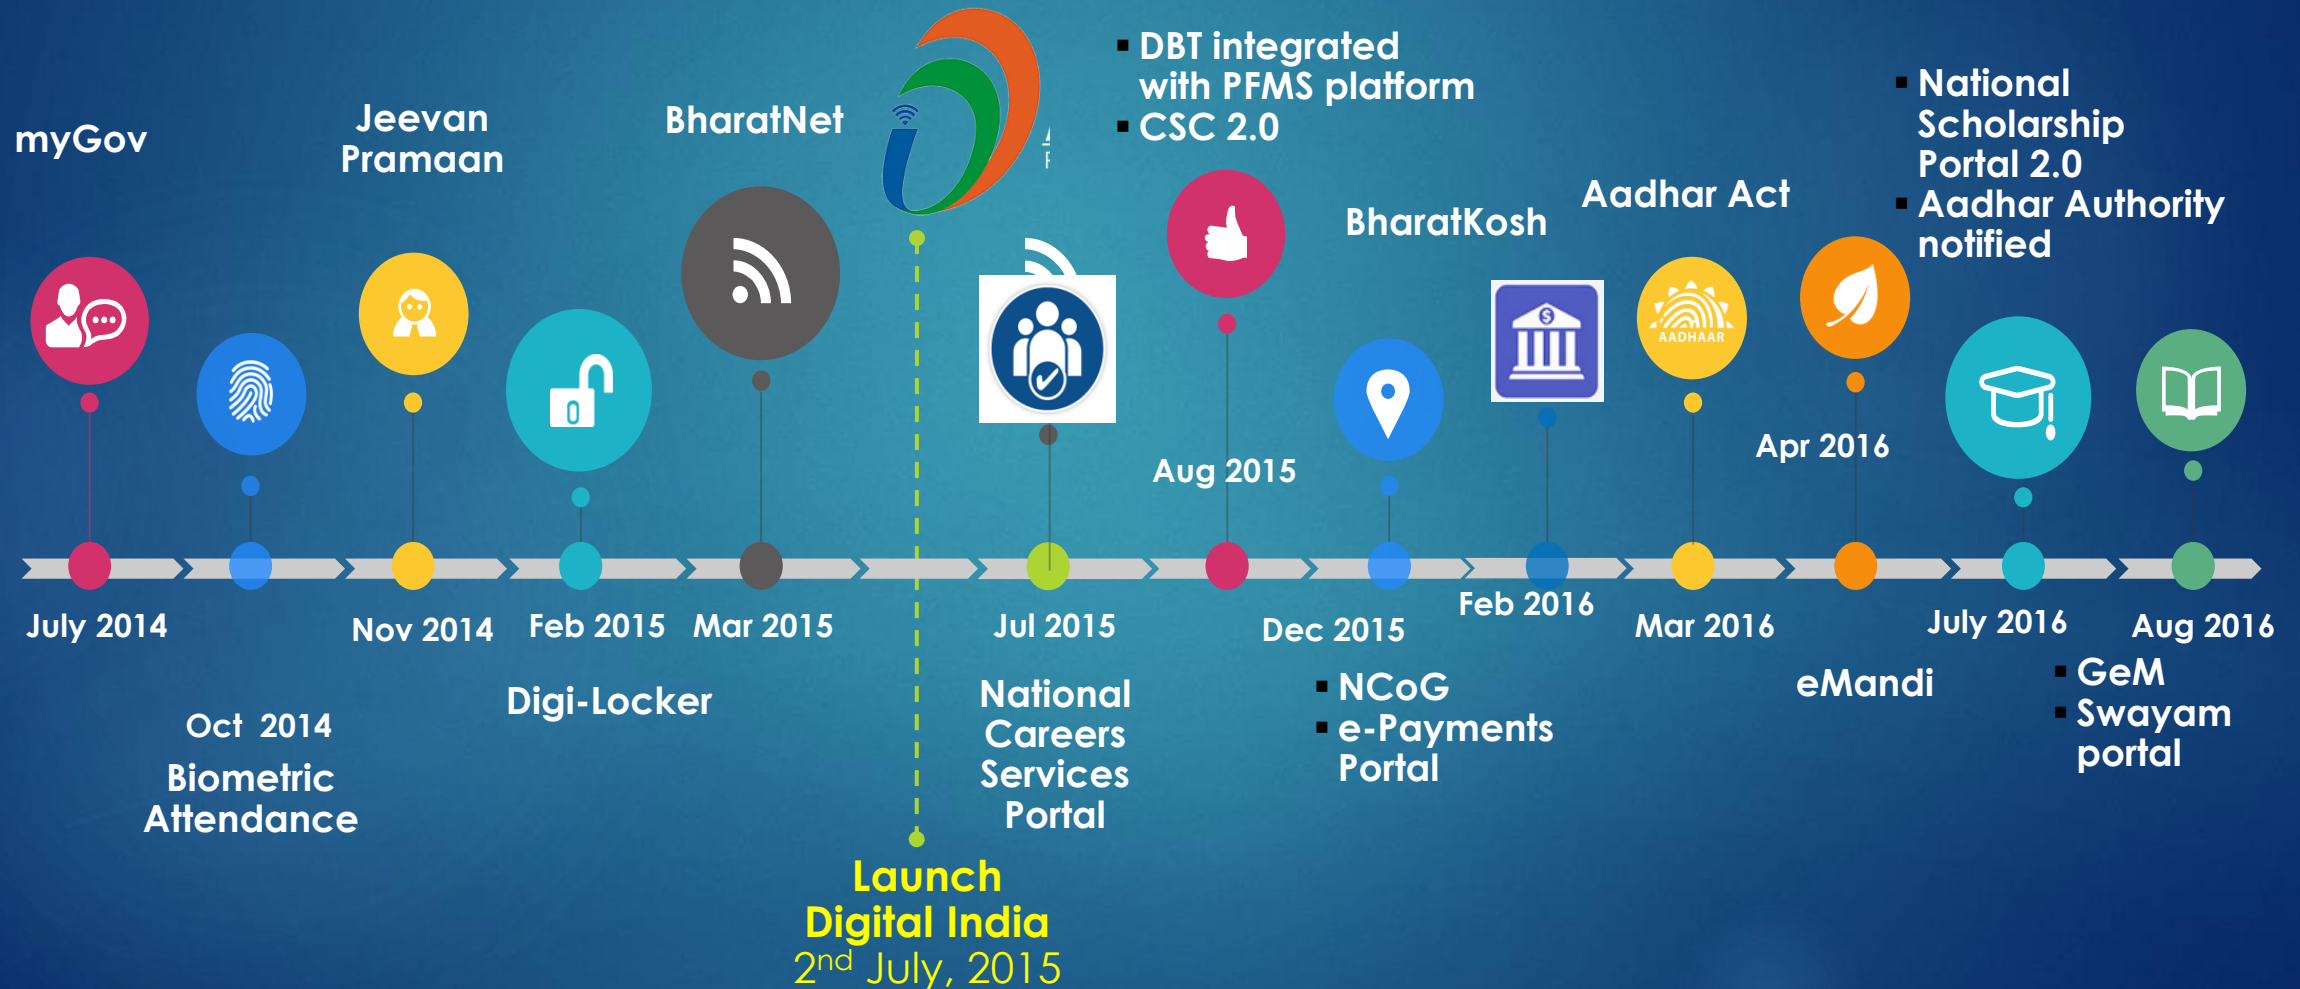 myGov
July 2014
Oct 2014
Biometric
Attendance
Jeevan
Pramaan
Nov 2014
Feb 2015
Digi-Locker
BharatNet
Mar 2015
Launch
Digital India
2nd July, 2015
Jul 2015
National
Careers
Services
Portal
▪ DBT integrated
with PFMS platform
▪ CSC 2.0
Aug 2015
Dec 2015
▪ NCoG
▪ e-Payments
Portal
BharatKosh
Feb 2016
Aadhar Act
AADHAAR
Mar 2016
Apr 2016
eMandi
▪ National
Scholarship
Portal 2.0
▪ Aadhar Authority
notified
July 2016
Aug 2016
▪ GeM
▪ Swayam
portal